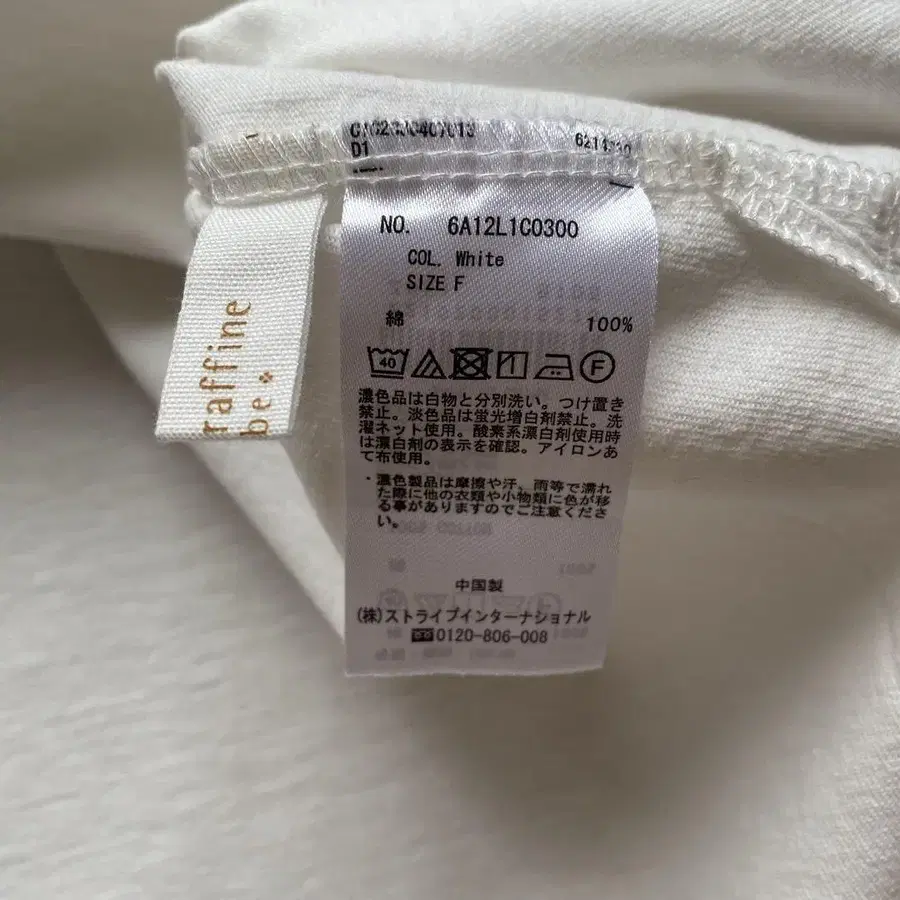 D1
NO. 6A12L1C0300
COL. White
SIZE F
綿 100%
40
F
濃色品は白物と分別洗い。つけ置き
禁止。淡色品は蛍光増白剤禁止。洗
濯ネット使用。酸素系漂白剤使用時
は漂白剤の表示を確認。アイロンあ
て布使用。
・濃色製品は摩擦や汗、雨等で濡れ
た際に他の衣類や小物類に色が移
る事がありますのでご注意くださ
い。
中国製
(株)ストライプインターナショナル
0120-806-008
raffine
be